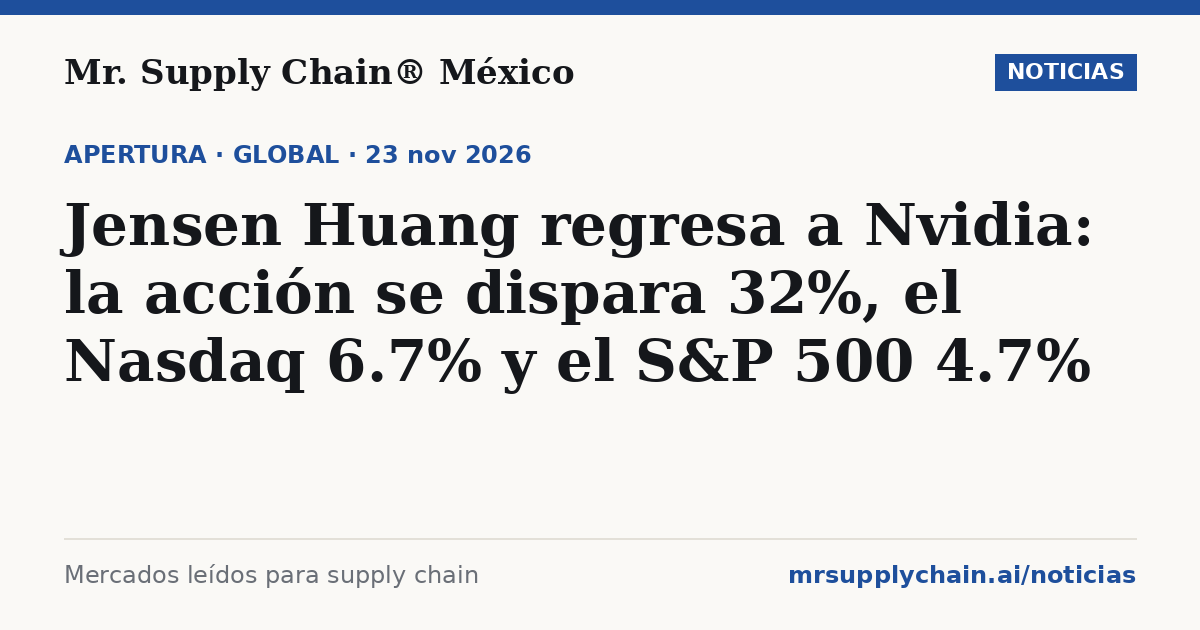 Mr. Supply Chain® México
NOTICIAS
APERTURA · GLOBAL · 23 nov 2026
Jensen Huang regresa a Nvidia:
la acción se dispara 32%, el
Nasdaq 6.7% y el S&P 500 4.7%
Mercados leídos para supply chain
mrsupplychain.ai/noticias